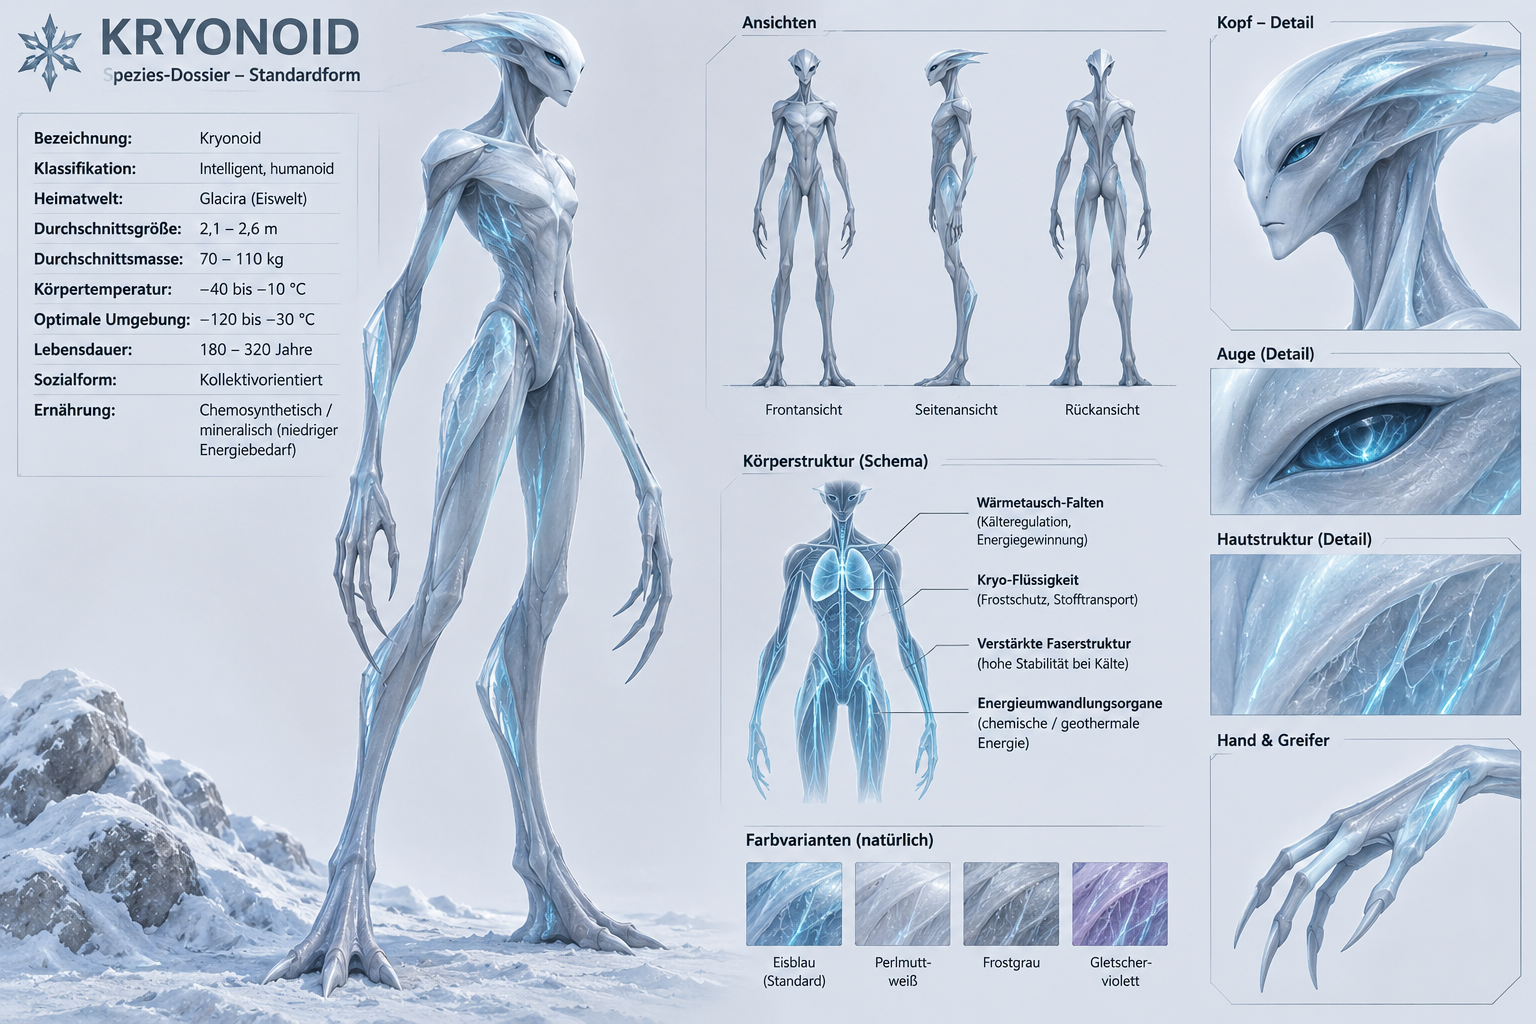 KRYONOID
Spezies-Dossier – Standardform
Bezeichnung: Kryonoid
Klassifikation: Intelligent, humanoid
Heimatwelt: Glacira (Eiswelt)
Durchschnittsgröße: 2,1 – 2,6 m
Durchschnittsmasse: 70 – 110 kg
Körpertemperatur: −40 bis −10 °C
Optimale Umgebung: −120 bis −30 °C
Lebensdauer: 180 – 320 Jahre
Sozialform: Kollektivorientiert
Ernährung: Chemosynthetisch /
mineralisch (niedriger
Energiebedarf)
Ansichten
Frontansicht
Seitenansicht
Rückansicht
Körperstruktur (Schema)
Wärmetausch-Falten
(Kälteregulation,
Energiegewinnung)
Kryo-Flüssigkeit
(Frostschutz, Stofftransport)
Verstärkte Faserstruktur
(hohe Stabilität bei Kälte)
Energieumwandlungsorgane
(chemische / geothermale
Energie)
Farbvarianten (natürlich)
Eisblau
(Standard)
Perlmutt-
weiß
Frostgrau
Gletscher-
violett
Kopf – Detail
Auge (Detail)
Hautstruktur (Detail)
Hand & Greifer